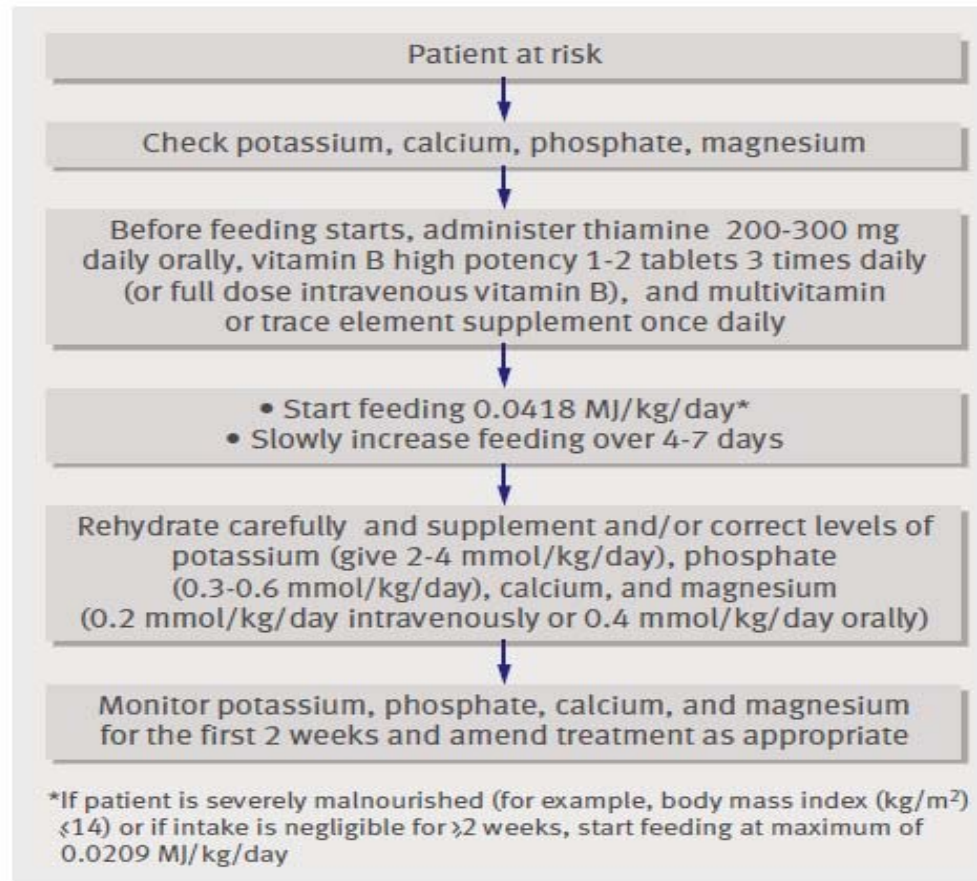 Patient at risk
Check potassium, calcium, phosphate, magnesium
Before feeding starts, administer thiamine 200-300 mg
daily orally, vitamin B high potency 1-2 tablets 3 times daily
(or full dose intravenous vitamin B), and multivitamin
or trace element supplement once daily
• Start feeding 0.0418 MJ/kg/day*
• Slowly increase feeding over 4-7 days
Rehydrate carefully and supplement and/or correct levels of
potassium (give 2-4 mmol/kg/day), phosphate
(0.3-0.6 mmol/kg/day), calcium, and magnesium
(0.2 mmol/kg/day intravenously or 0.4 mmol/kg/day orally)
Monitor potassium, phosphate, calcium, and magnesium
for the first 2 weeks and amend treatment as appropriate
*If patient is severely malnourished (for example, body mass index (kg/m²)
⩽14) or if intake is negligible for ⩾2 weeks, start feeding at maximum of
0.0209 MJ/kg/day